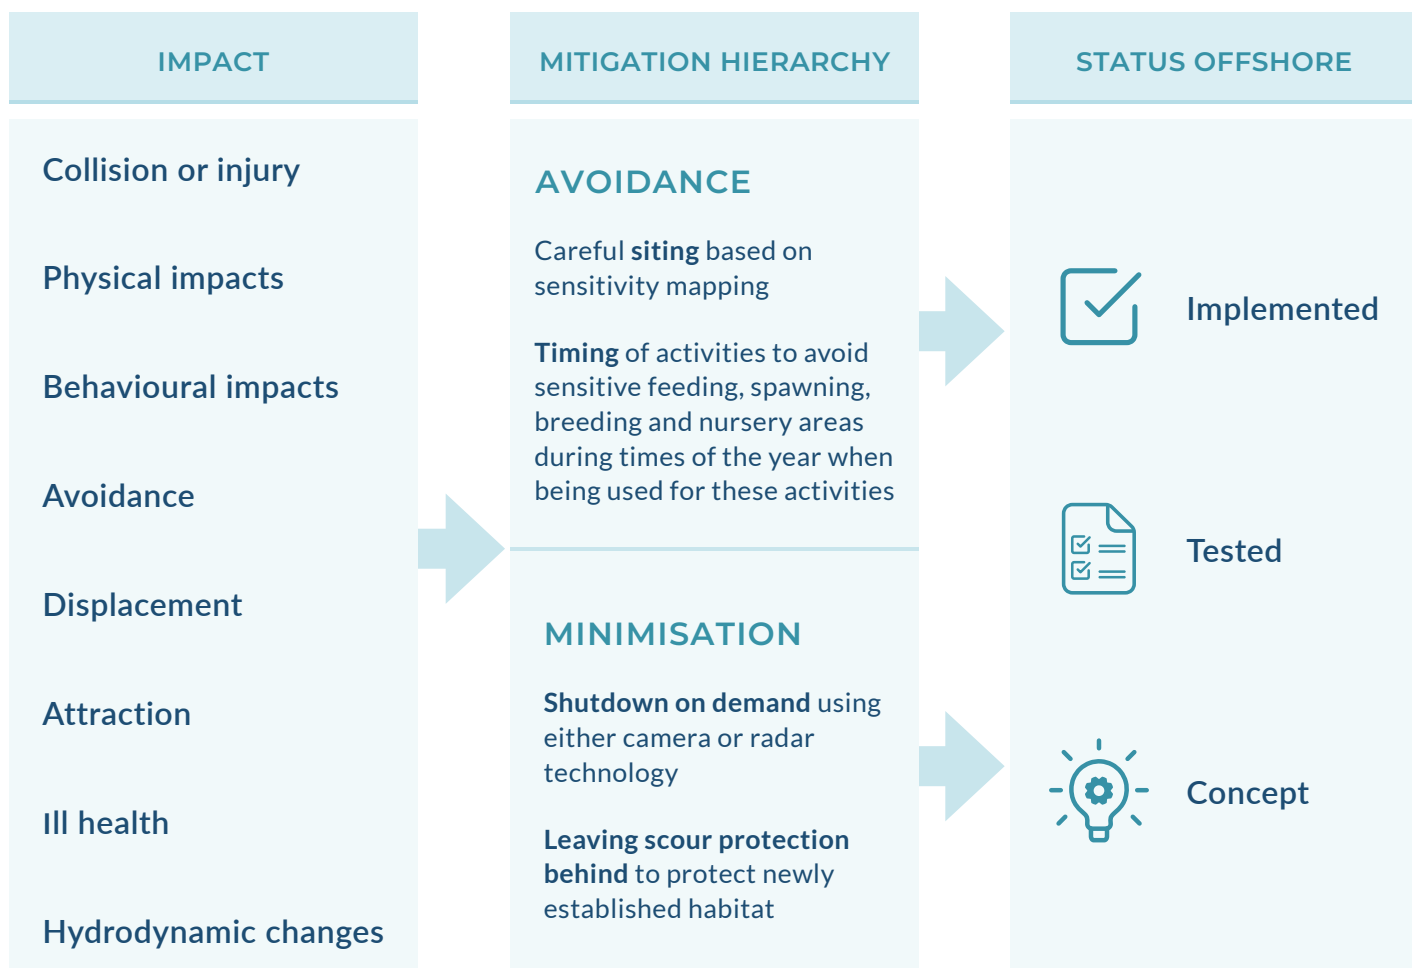 IMPACT
Collision or injury
Physical impacts
Behavioural impacts
Avoidance
Displacement
Attraction
Ill health
Hydrodynamic changes
MITIGATION HIERARCHY
AVOIDANCE
Careful siting based on
sensitivity mapping
Timing of activities to avoid
sensitive feeding, spawning,
breeding and nursery areas
during times of the year when
being used for these activities
MINIMISATION
Shutdown on demand using
either camera or radar
technology
Leaving scour protection
behind to protect newly
established habitat
STATUS OFFSHORE
Implemented
Tested
Concept